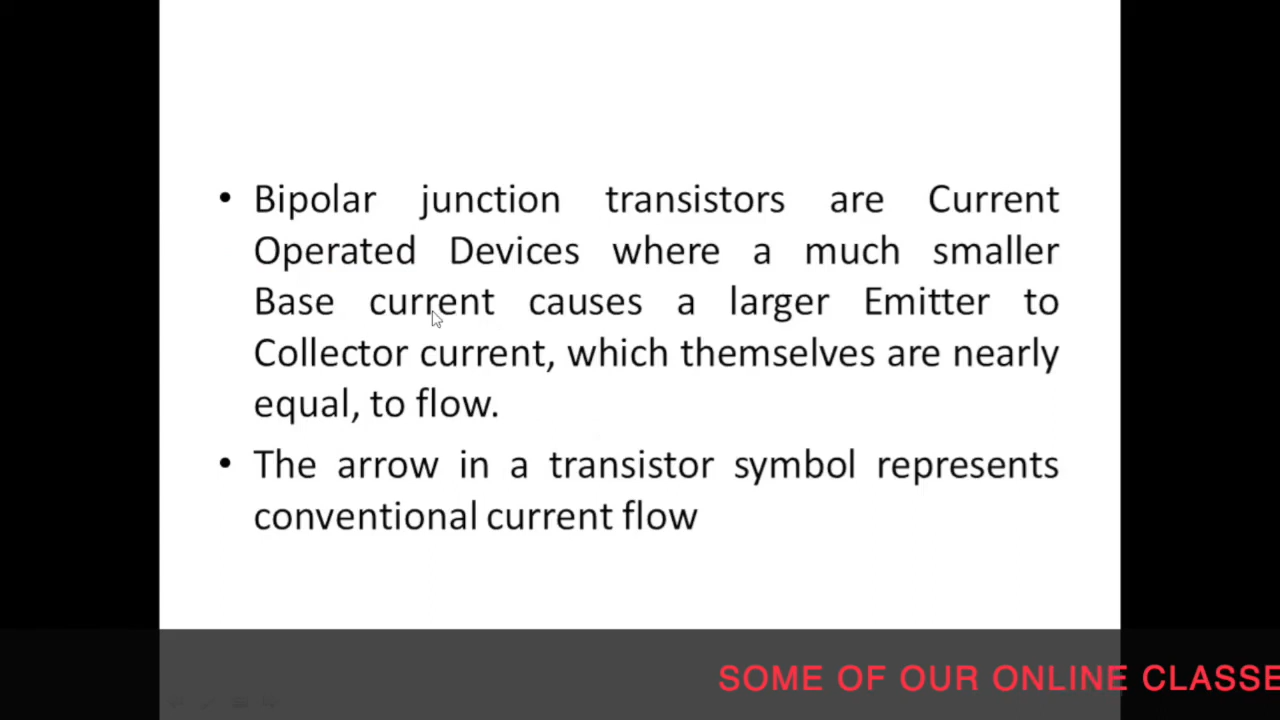 • Bipolar junction transistors are Current
Operated Devices where a much smaller
Base current causes a larger Emitter to
Collector current, which themselves are nearly
equal, to flow.
• The arrow in a transistor symbol represents
conventional current flow
SOME OF OUR ONLINE CLASSE